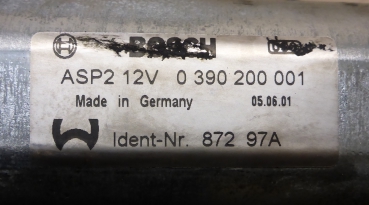 BOSCH
ASP2 12V 0 390 200 001
Made in Germany 05.06.01
Ident-Nr. 872 97A